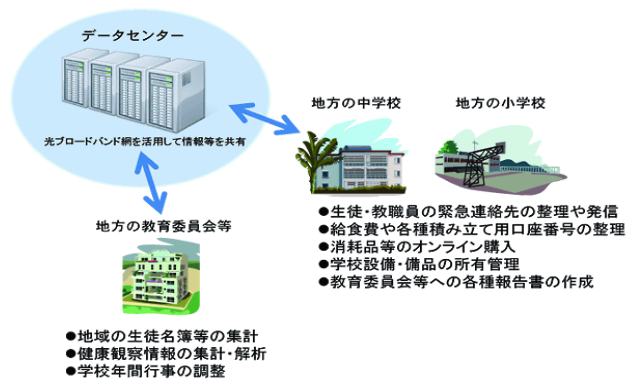 データセンター
光ブロードバンド網を活用して情報等を共有
地方の中学校
地方の小学校
●生徒・教職員の緊急連絡先の整理や発信
●給食費や各種積み立て用口座番号の整理
●消耗品等のオンライン購入
●学校設備・備品の所有管理
●教育委員会等への各種報告書の作成
地方の教育委員会等
●地域の生徒名簿等の集計
●健康観察情報の集計・解析
●学校年間行事の調整